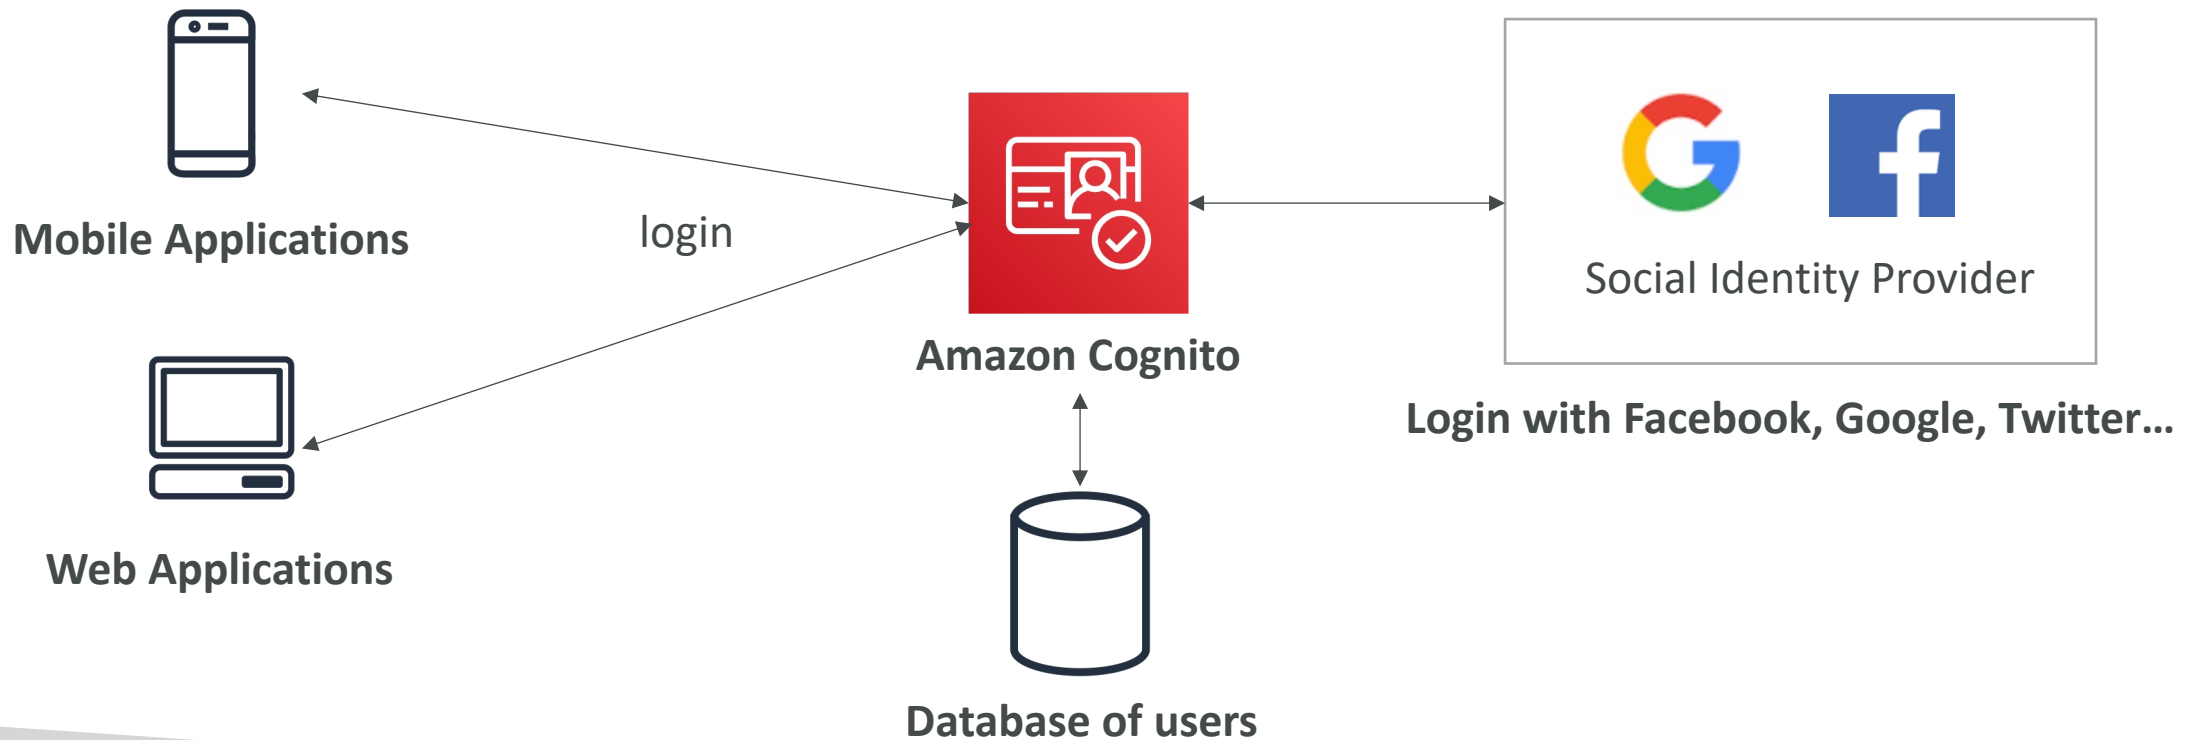 Mobile Applications
login
Web Applications
Amazon Cognito
Database of users
Social Identity Provider
Login with Facebook, Google, Twitter...